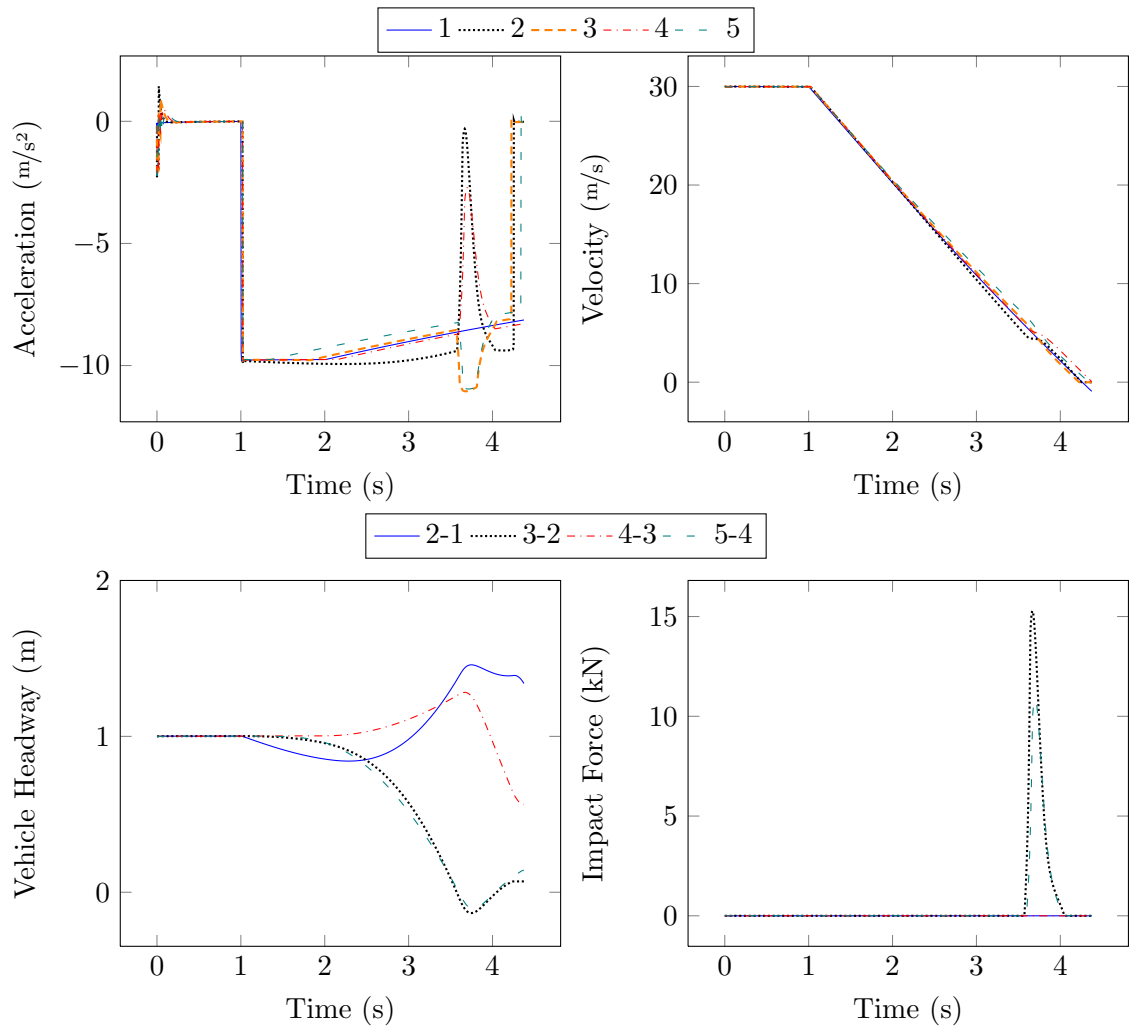 1 2 3 4 5
0
−5
−10
Acceleration (m/s²)
0 1 2 3 4
Time (s)
30
20
10
0
Velocity (m/s)
0 1 2 3 4
Time (s)
2-1 3-2 4-3 5-4
2
1
0
Vehicle Headway (m)
0 1 2 3 4
Time (s)
15
10
5
0
Impact Force (kN)
0 1 2 3 4
Time (s)